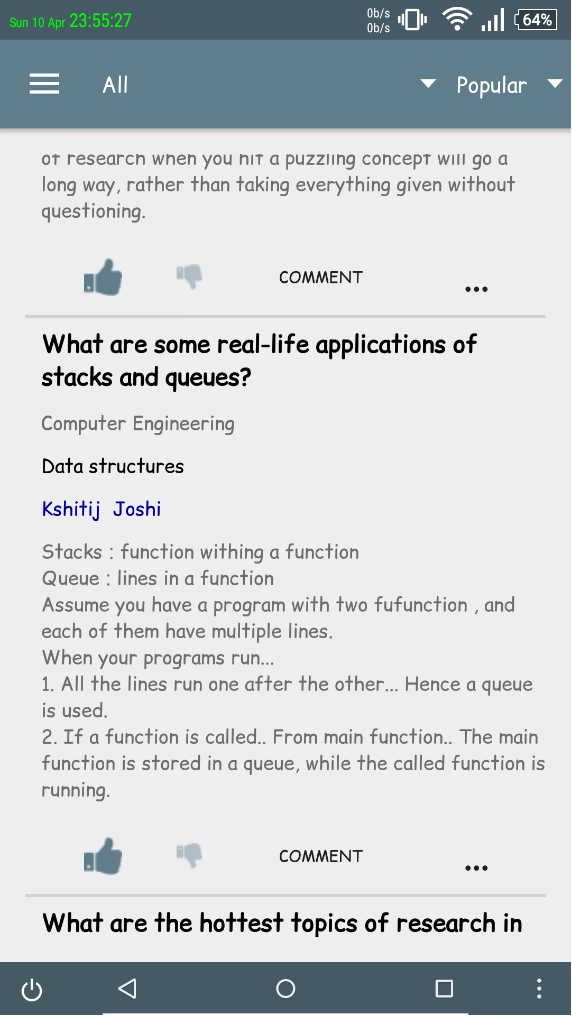 Sun 10 Apr 23:55:27
0b/s
0b/s
64%
All
Popular
of research when you hit a puzzling concept will go a
long way, rather than taking everything given without
questioning.
COMMENT
...
What are some real-life applications of
stacks and queues?
Computer Engineering
Data structures
Kshitij Joshi
Stacks : function withing a function
Queue : lines in a function
Assume you have a program with two fufunction , and
each of them have multiple lines.
When your programs run...
1. All the lines run one after the other... Hence a queue
is used.
2. If a function is called.. From main function.. The main
function is stored in a queue, while the called function is
running.
COMMENT
...
What are the hottest topics of research in